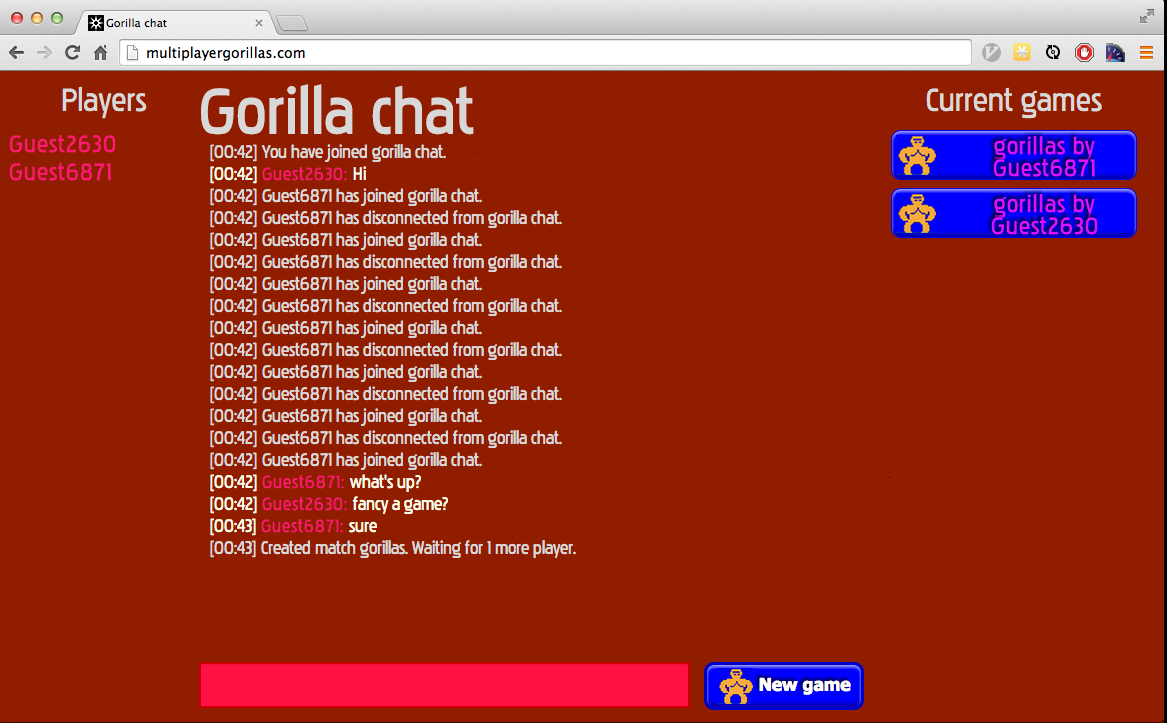 Gorilla chat
multiplayergorillas.com
Players
Guest2630
Guest6871
Gorilla chat
[00:42] You have joined gorilla chat.
[00:42] Guest2630: Hi
[00:42] Guest6871 has joined gorilla chat.
[00:42] Guest6871 has disconnected from gorilla chat.
[00:42] Guest6871 has joined gorilla chat.
[00:42] Guest6871 has disconnected from gorilla chat.
[00:42] Guest6871 has joined gorilla chat.
[00:42] Guest6871 has disconnected from gorilla chat.
[00:42] Guest6871 has joined gorilla chat.
[00:42] Guest6871 has disconnected from gorilla chat.
[00:42] Guest6871 has joined gorilla chat.
[00:42] Guest6871 has disconnected from gorilla chat.
[00:42] Guest6871 has joined gorilla chat.
[00:42] Guest6871 has disconnected from gorilla chat.
[00:42] Guest6871 has joined gorilla chat.
[00:42] Guest6871: what's up?
[00:42] Guest2630: fancy a game?
[00:43] Guest6871: sure
[00:43] Created match gorillas. Waiting for 1 more player.
New game
Current games
gorillas by
Guest6871
gorillas by
Guest2630